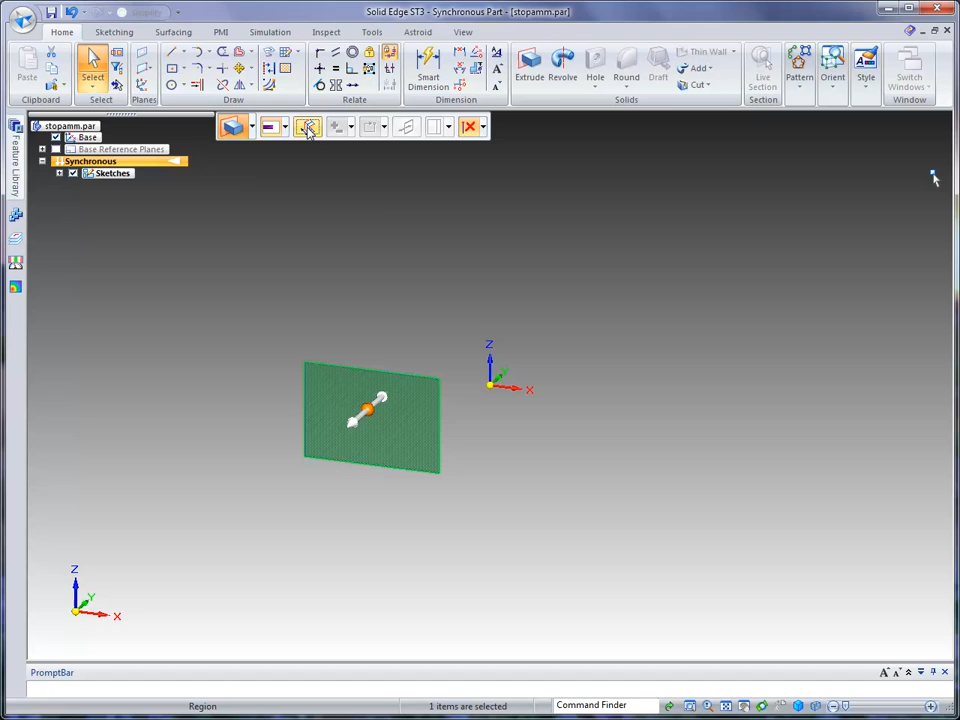 Solid Edge ST3 - Synchronous Part - [stopamm.par]
Home Sketching Surfacing PMI Simulation Inspect Tools Astroid View
Paste
Select
Smart Dimension
Extrude
Revolve
Hole
Round
Draft
Thin Wall
Add
Cut
Live Section
Pattern
Orient
Style
Switch Windows
Clipboard Select Planes Draw Relate Dimension Solids Section Window
Feature Library
stopamm.par
Base
Base Reference Planes
Synchronous
Sketches
Z
Y
X
Z
Y
X
PromptBar
Region
1 items are selected
Command Finder